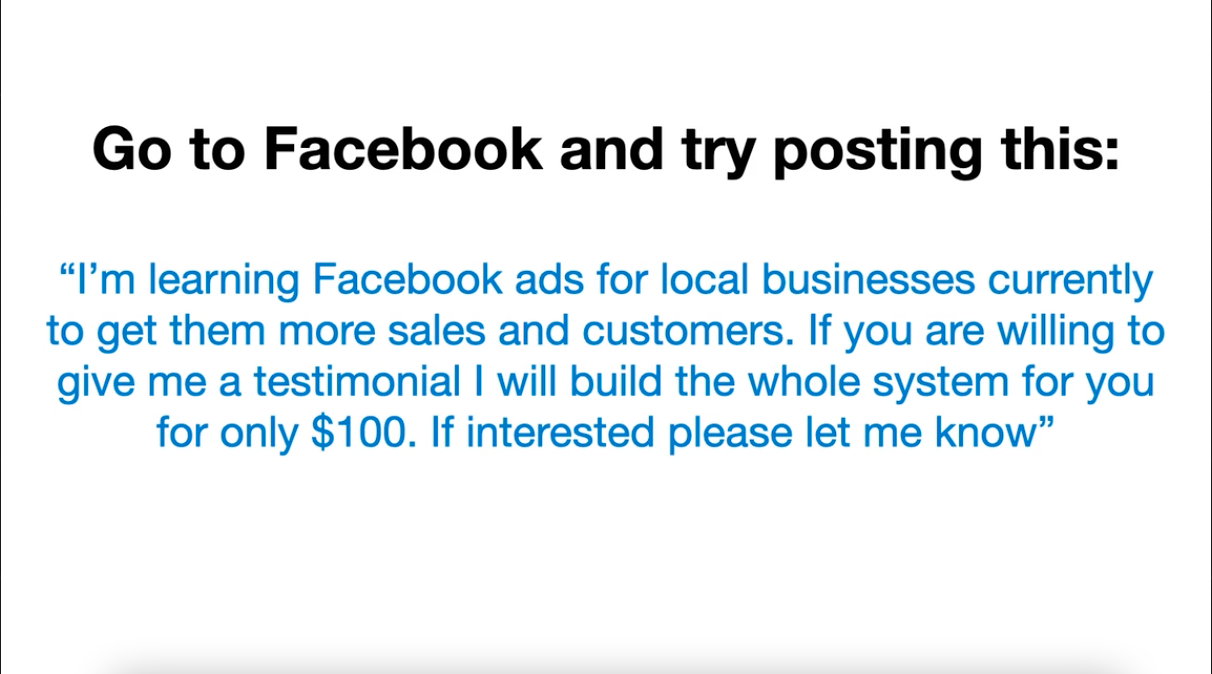 Go to Facebook and try posting this:
“I’m learning Facebook ads for local businesses currently
to get them more sales and customers. If you are willing to
give me a testimonial I will build the whole system for you
for only $100. If interested please let me know”